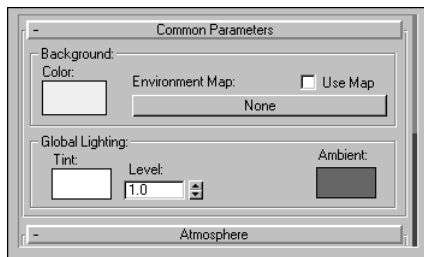 - Common Parameters
Background:
Color:
Environment Map: Use Map
None
Global Lighting:
Tint: Level: Ambient:
1.0
- Atmosphere